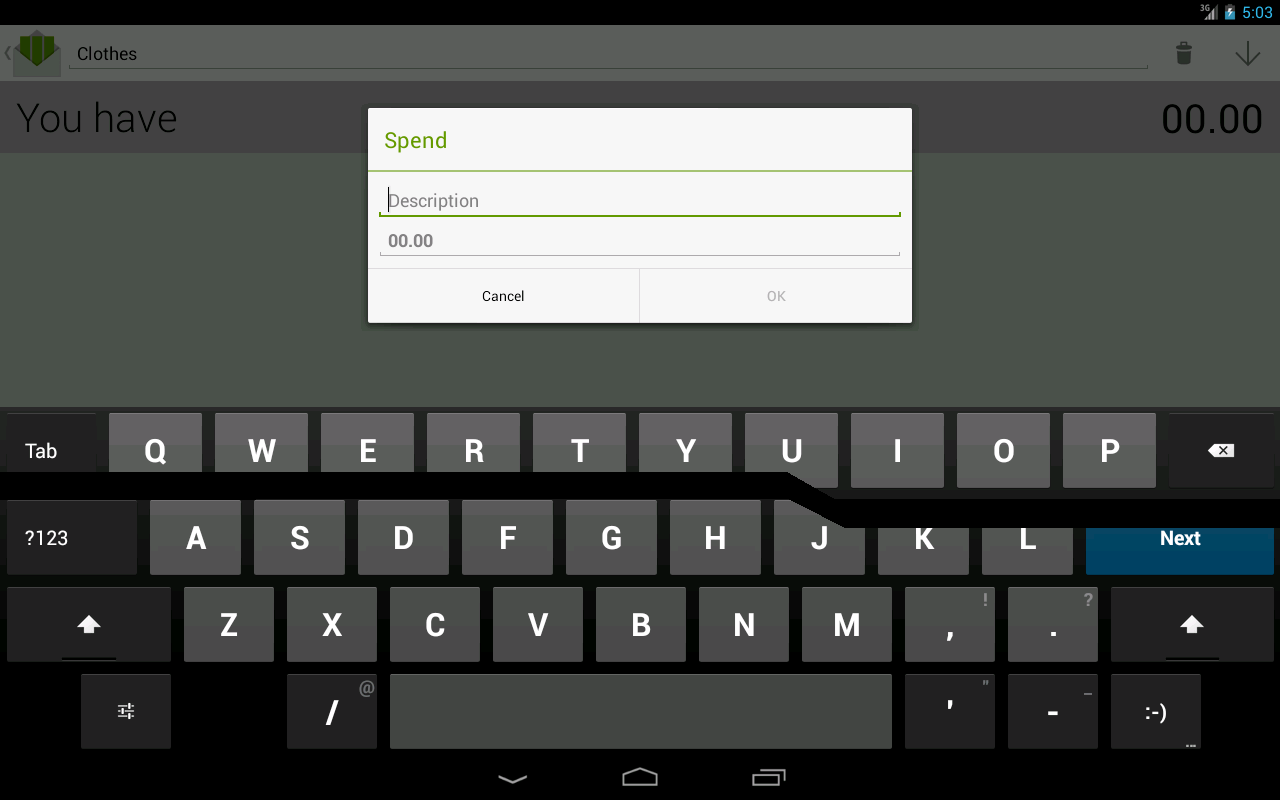 3G 5:03
Clothes
You have 00.00
Spend
Description
00.00
Cancel OK
Tab Q W E R T Y U I O P
?123 A S D F G H J K L Next
! ?
Z X C V B N M , .
@ " _
/ ' - :-)
...